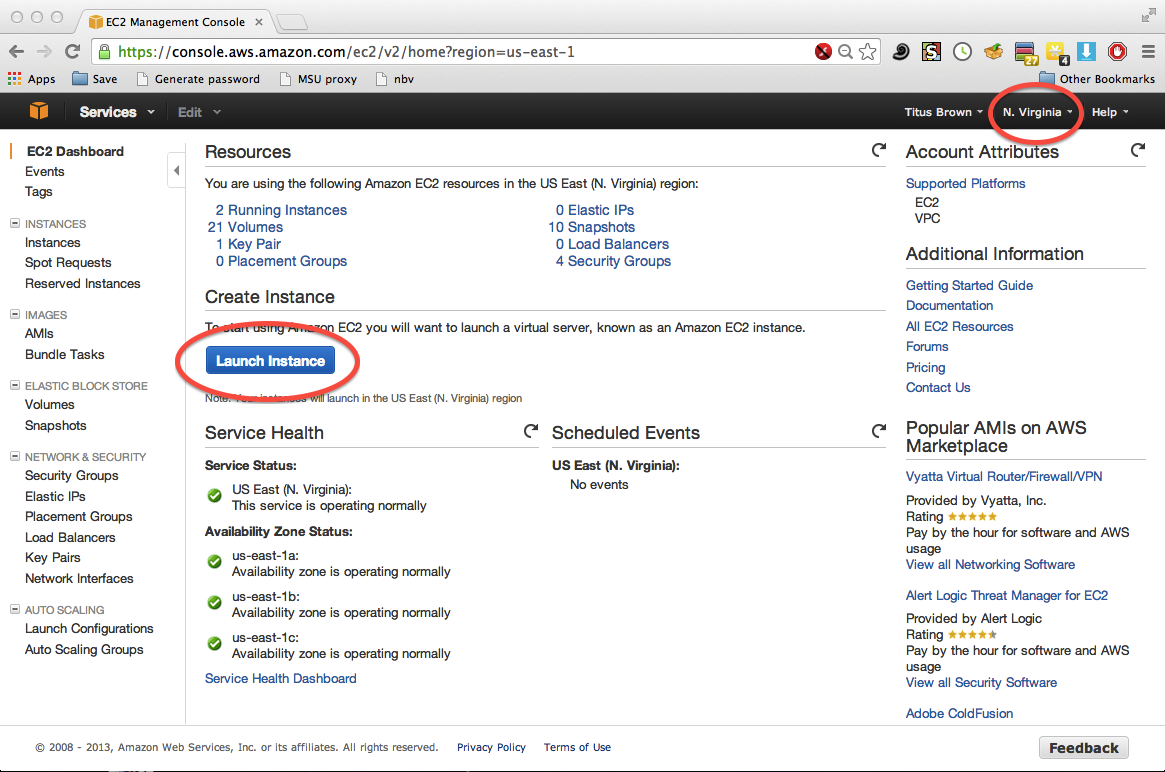 EC2 Management Console
https://console.aws.amazon.com/ec2/v2/home?region=us-east-1
27
4
Apps
Save
Generate password
MSU proxy
nbv
Other Bookmarks
Services
Edit
Titus Brown
N. Virginia
Help
EC2 Dashboard
Events
Tags
INSTANCES
Instances
Spot Requests
Reserved Instances
IMAGES
AMIs
Bundle Tasks
ELASTIC BLOCK STORE
Volumes
Snapshots
NETWORK & SECURITY
Security Groups
Elastic IPs
Placement Groups
Load Balancers
Key Pairs
Network Interfaces
AUTO SCALING
Launch Configurations
Auto Scaling Groups
Resources
You are using the following Amazon EC2 resources in the US East (N. Virginia) region:
2 Running Instances
21 Volumes
1 Key Pair
0 Placement Groups
0 Elastic IPs
10 Snapshots
0 Load Balancers
4 Security Groups
Create Instance
To start using Amazon EC2 you will want to launch a virtual server, known as an Amazon EC2 instance.
Launch Instance
Note: Your instances will launch in the US East (N. Virginia) region
Service Health
Service Status:
US East (N. Virginia):
This service is operating normally
Availability Zone Status:
us-east-1a:
Availability zone is operating normally
us-east-1b:
Availability zone is operating normally
us-east-1c:
Availability zone is operating normally
Service Health Dashboard
Scheduled Events
US East (N. Virginia):
No events
Account Attributes
Supported Platforms
EC2
VPC
Additional Information
Getting Started Guide
Documentation
All EC2 Resources
Forums
Pricing
Contact Us
Popular AMIs on AWS
Marketplace
Vyatta Virtual Router/Firewall/VPN
Provided by Vyatta, Inc.
Rating
Pay by the hour for software and AWS
usage
View all Networking Software
Alert Logic Threat Manager for EC2
Provided by Alert Logic
Rating
Pay by the hour for software and AWS
usage
View all Security Software
Adobe ColdFusion
© 2008 - 2013, Amazon Web Services, Inc. or its affiliates. All rights reserved.
Privacy Policy
Terms of Use
Feedback